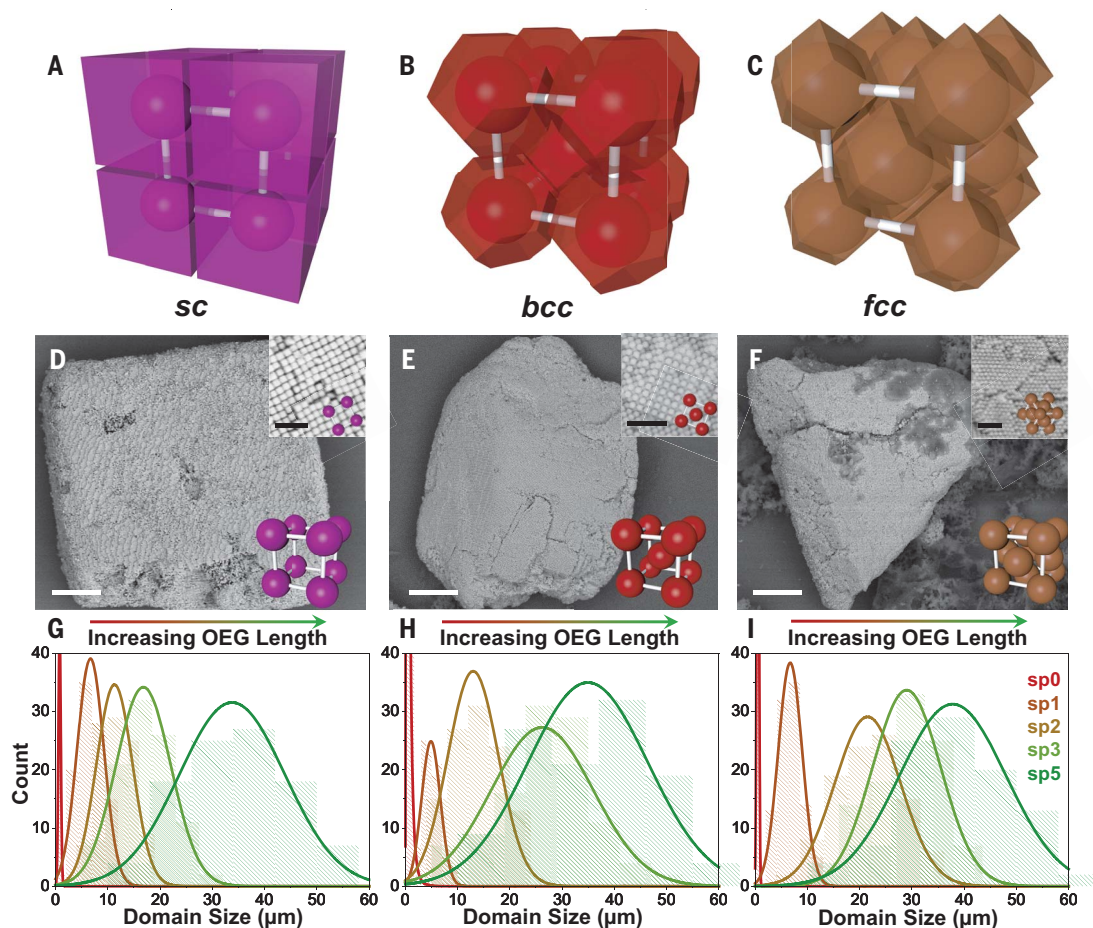 A
B
C
sc
bcc
fcc
D
E
F
G
Increasing OEG Length
H
Increasing OEG Length
I
Increasing OEG Length
40
30
20
10
0
Count
0 10 20 30 40 50 60
Domain Size (µm)
40
30
20
10
0
0 10 20 30 40 50 60
Domain Size (µm)
40
30
20
10
0
0 10 20 30 40 50 60
Domain Size (µm)
sp0
sp1
sp2
sp3
sp5